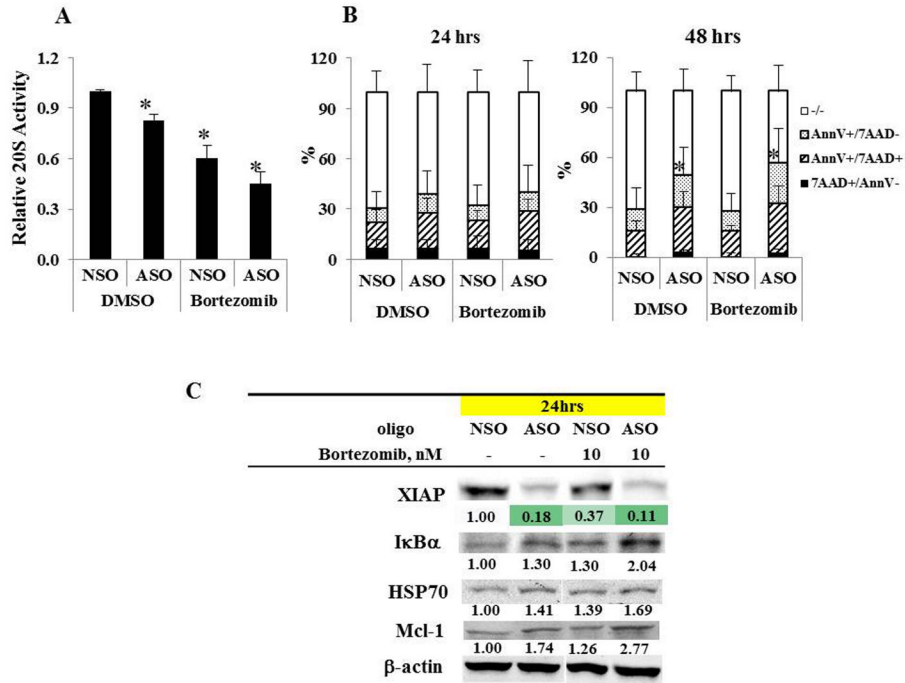 A
Relative 20S Activity
1.2
0.9
0.6
0.3
0.0
*
*
*
NSO ASO NSO ASO
DMSO Bortezomib
B
24 hrs
%
120
90
60
30
0
NSO ASO NSO ASO
DMSO Bortezomib
48 hrs
%
120
90
60
30
0
*
*
NSO ASO NSO ASO
DMSO Bortezomib
-/-
AnnV+/7AAD-
AnnV+/7AAD+
7AAD+/AnnV-
C
24hrs
oligo NSO ASO NSO ASO
Bortezomib, nM - - 10 10
XIAP
1.00 0.18 0.37 0.11
IκBα
1.00 1.30 1.30 2.04
HSP70
1.00 1.41 1.39 1.69
Mcl-1
1.00 1.74 1.26 2.77
β-actin